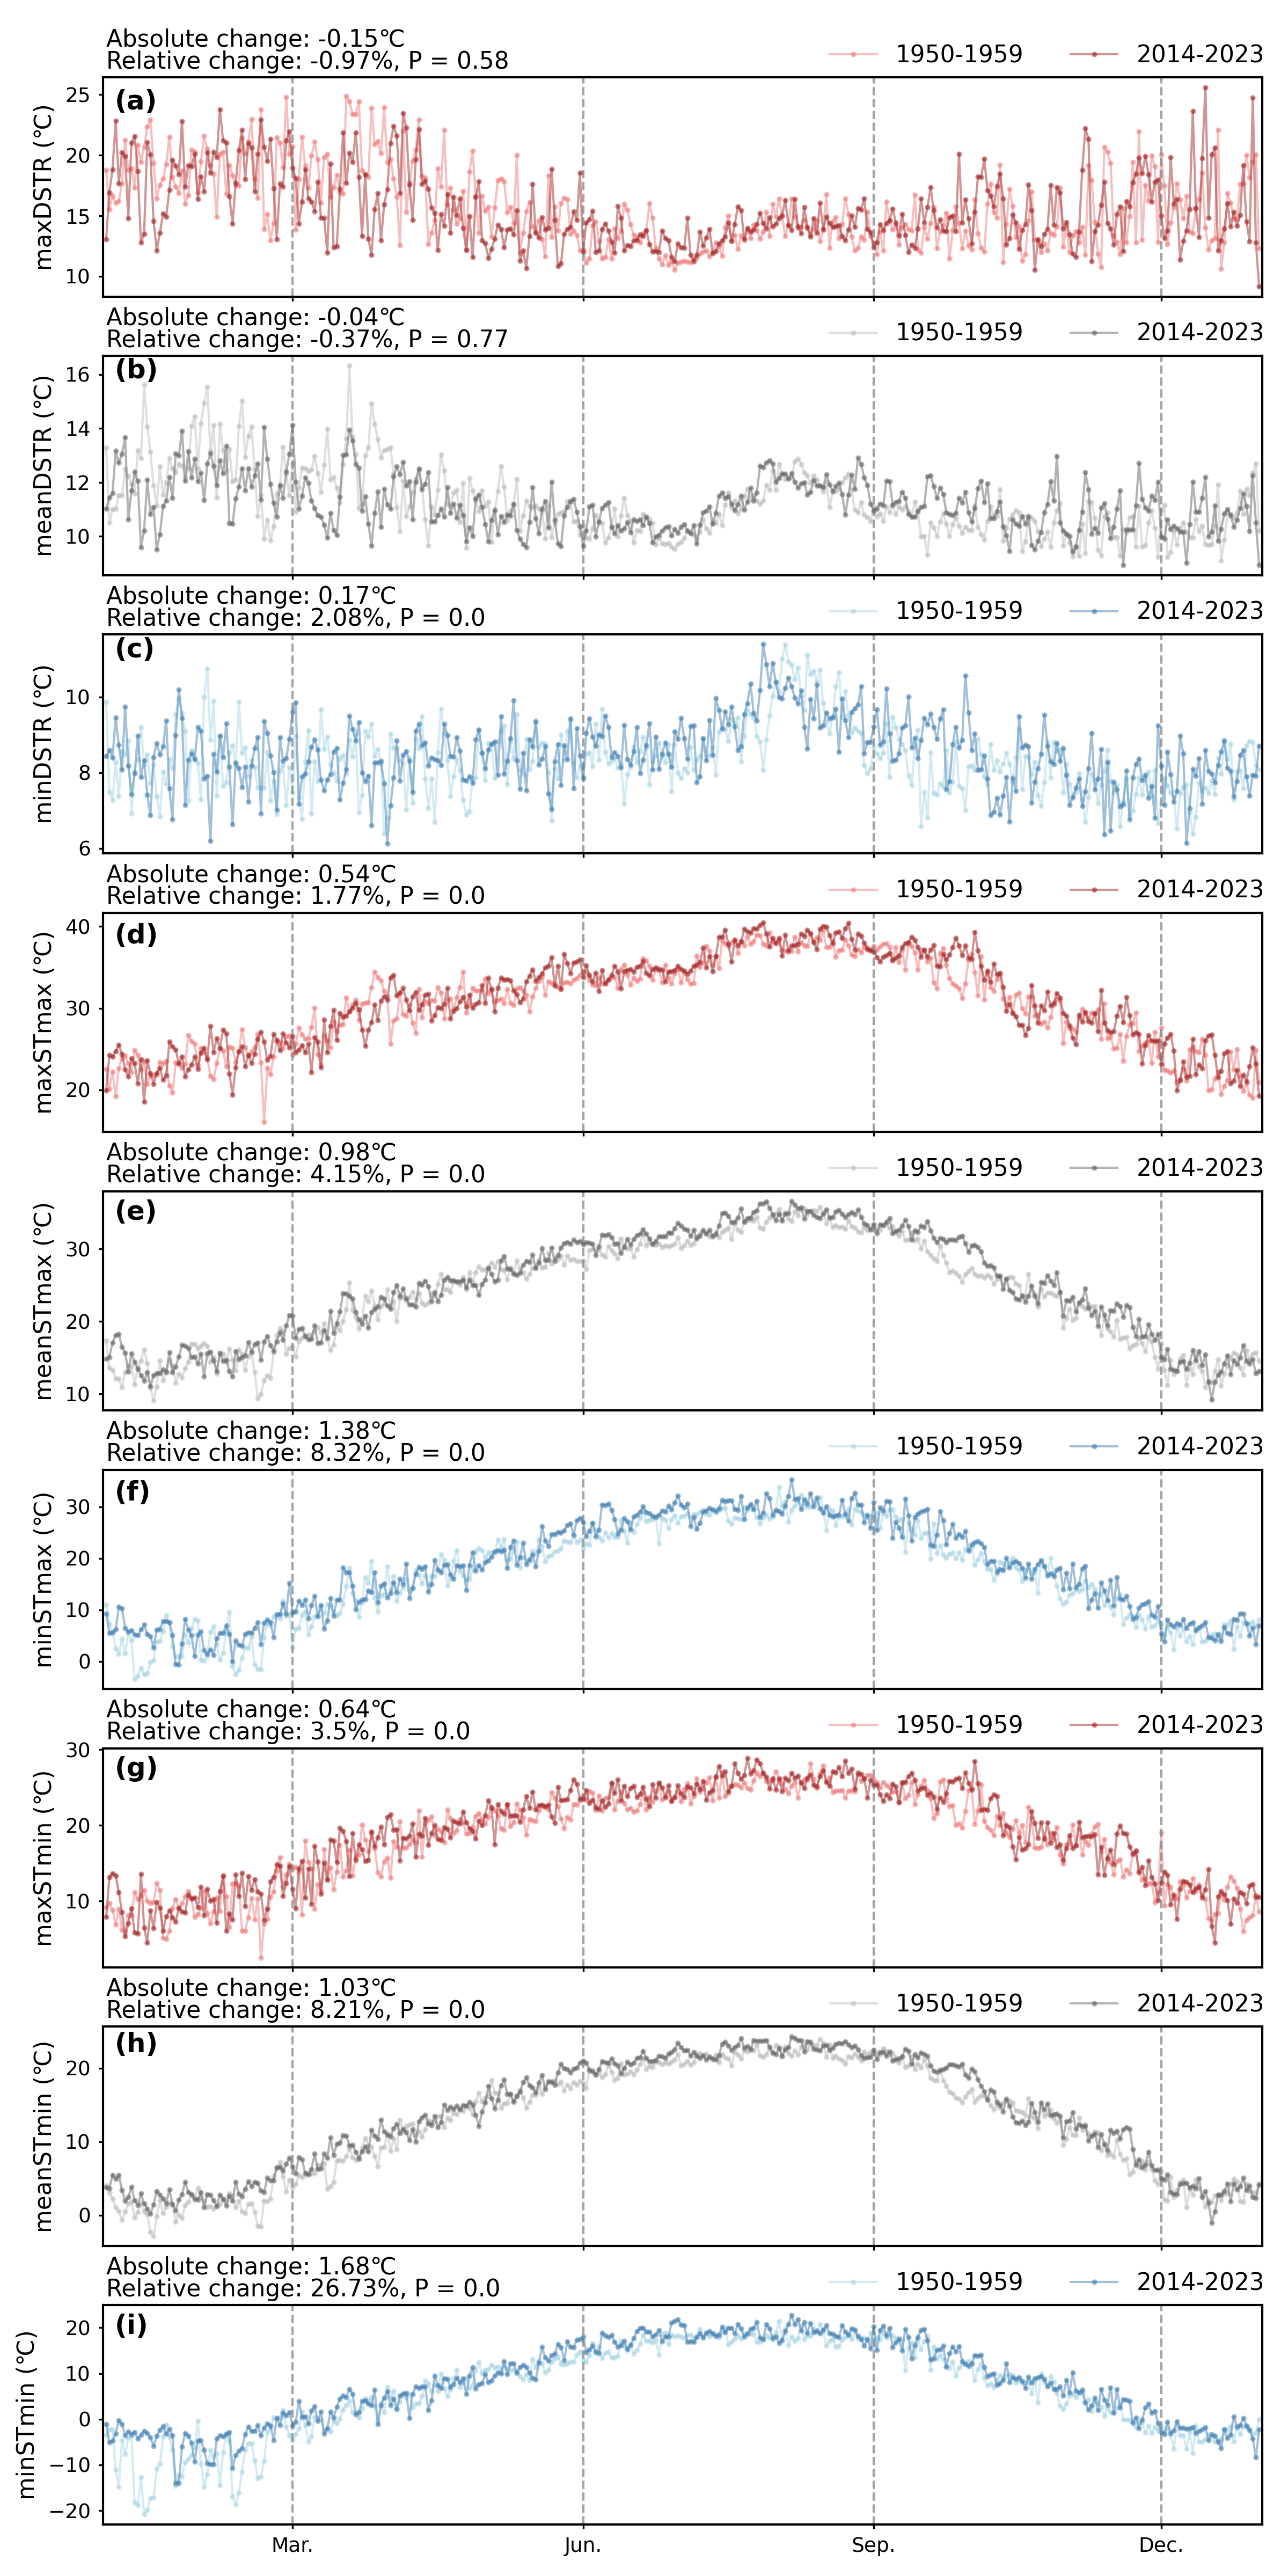 Absolute change: -0.15℃
Relative change: -0.97%, P = 0.58
1950-1959 2014-2023
(a)
maxDSTR (℃)
25
20
15
10
Absolute change: -0.04℃
Relative change: -0.37%, P = 0.77
1950-1959 2014-2023
(b)
meanDSTR (℃)
16
14
12
10
Absolute change: 0.17℃
Relative change: 2.08%, P = 0.0
1950-1959 2014-2023
(c)
minDSTR (℃)
10
8
6
Absolute change: 0.54℃
Relative change: 1.77%, P = 0.0
1950-1959 2014-2023
(d)
maxSTmax (℃)
40
30
20
Absolute change: 0.98℃
Relative change: 4.15%, P = 0.0
1950-1959 2014-2023
(e)
meanSTmax (℃)
30
20
10
Absolute change: 1.38℃
Relative change: 8.32%, P = 0.0
1950-1959 2014-2023
(f)
minSTmax (℃)
30
20
10
0
Absolute change: 0.64℃
Relative change: 3.5%, P = 0.0
1950-1959 2014-2023
(g)
maxSTmin (℃)
30
20
10
Absolute change: 1.03℃
Relative change: 8.21%, P = 0.0
1950-1959 2014-2023
(h)
meanSTmin (℃)
20
10
0
Absolute change: 1.68℃
Relative change: 26.73%, P = 0.0
1950-1959 2014-2023
(i)
minSTmin (℃)
20
10
0
−10
−20
Mar. Jun. Sep. Dec.